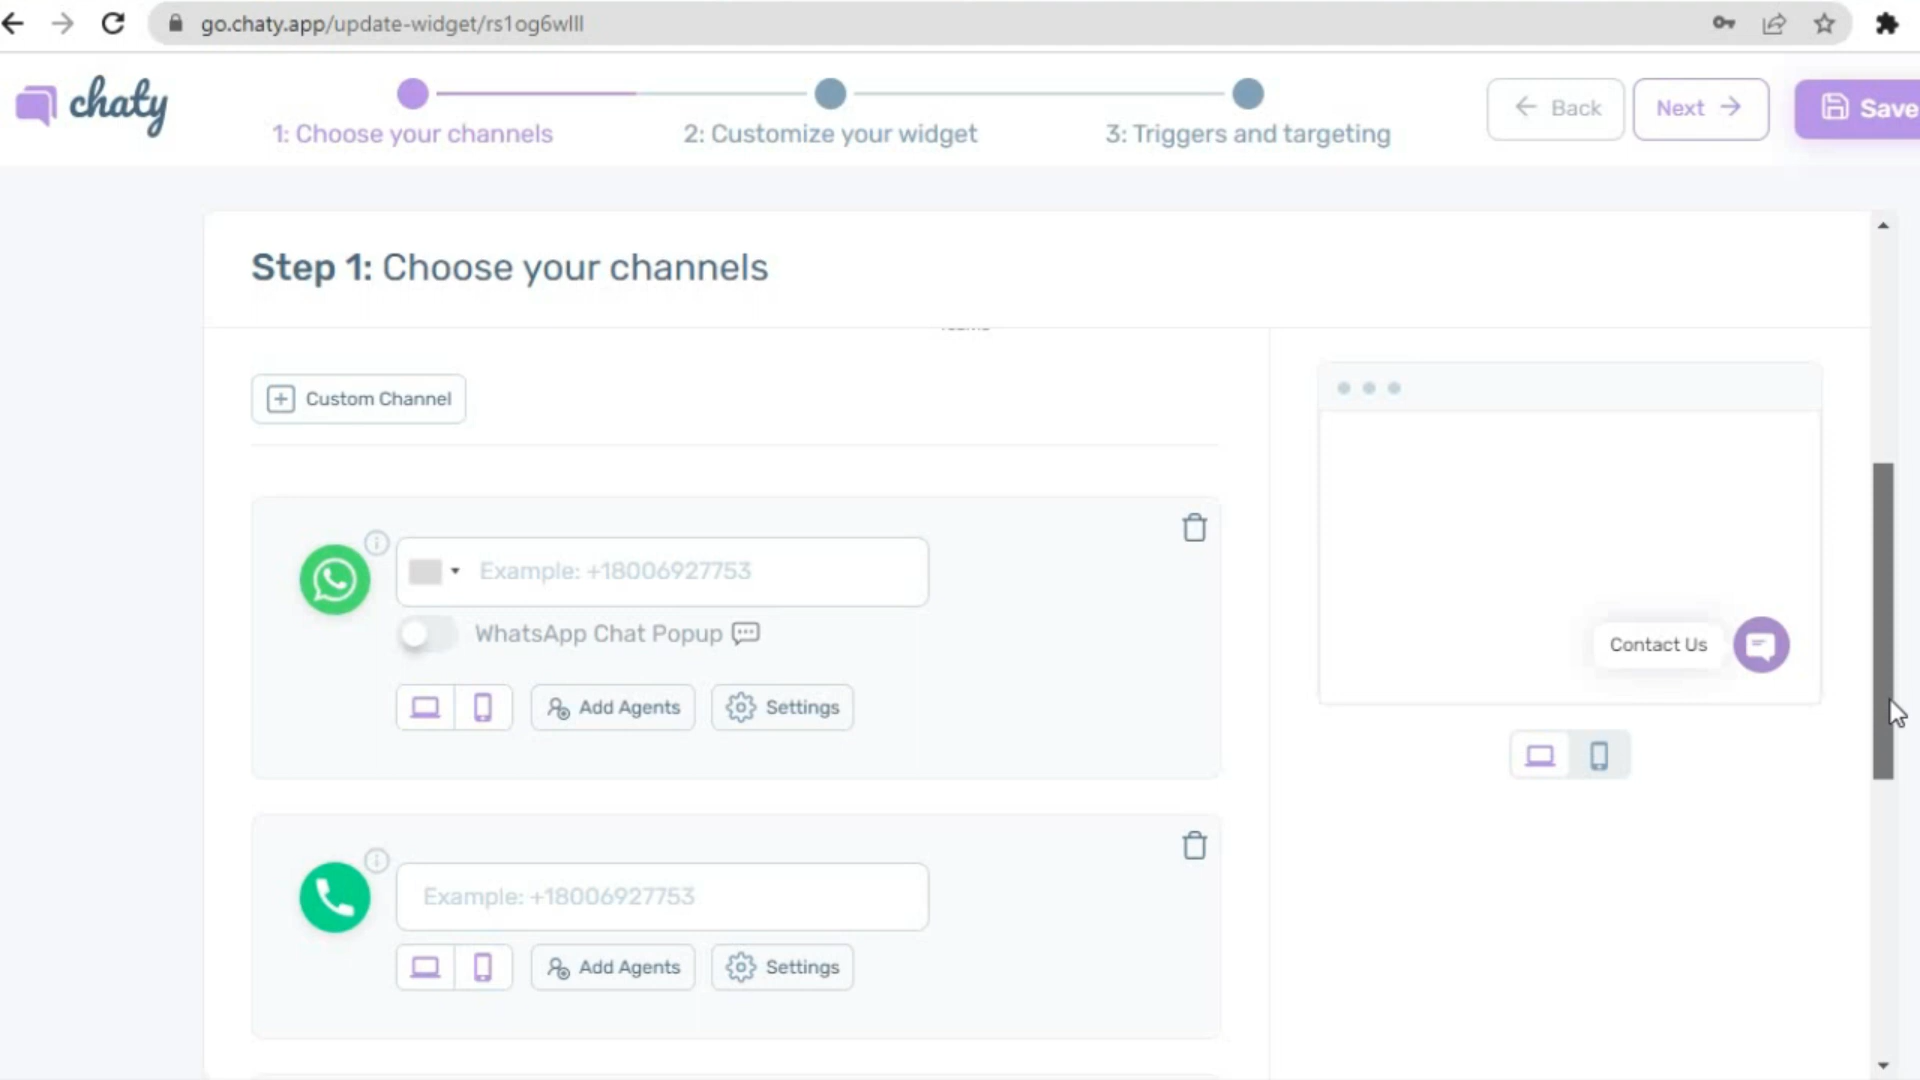 go.chaty.app/update-widget/rs1og6wlll
chaty
1: Choose your channels
2: Customize your widget
3: Triggers and targeting
Back
Next
Save
Step 1: Choose your channels
Custom Channel
Example: +18006927753
WhatsApp Chat Popup
Add Agents
Settings
Contact Us
Example: +18006927753
Add Agents
Settings